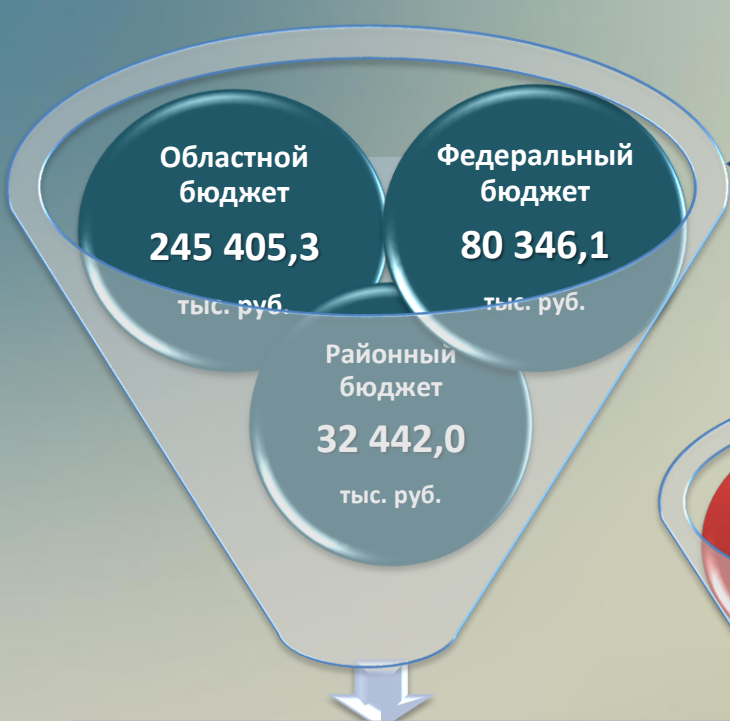 Областной
бюджет
245 405,3
тыс. руб.
Федеральный
бюджет
80 346,1
тыс. руб.
Районный
бюджет
32 442,0
тыс. руб.